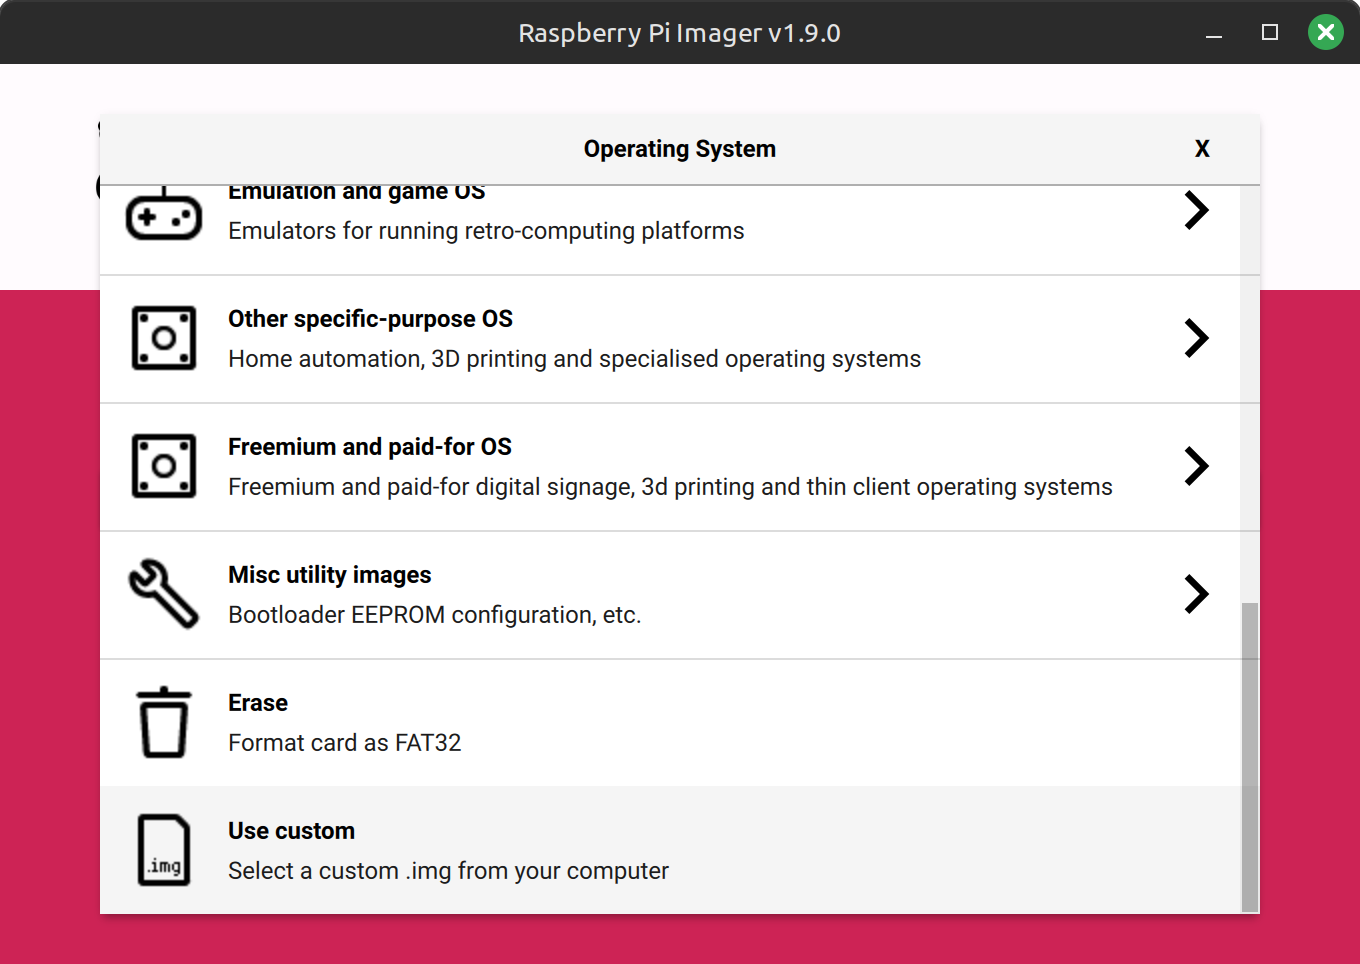 Raspberry Pi Imager v1.9.0
Operating System
X
Emulation and game OS
Emulators for running retro-computing platforms
Other specific-purpose OS
Home automation, 3D printing and specialised operating systems
Freemium and paid-for OS
Freemium and paid-for digital signage, 3d printing and thin client operating systems
Misc utility images
Bootloader EEPROM configuration, etc.
Erase
Format card as FAT32
.img
Use custom
Select a custom .img from your computer